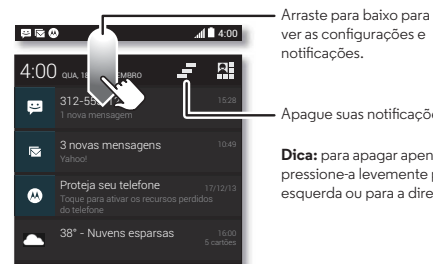 4:00
Arraste para baixo para
ver as configurações e
notificações.
4:00 QUA, 18
EMBRO
312-55
12
15:28
1 nova mensagem
Apague suas
3 novas mensagens
10:49
Yahoo!
Dica: para apagar
pressione-a levemente
esquerda ou para a
Proteja seu telefone
17/12/13
Toque para ativar os recursos perdidos
do telefone
38° - Nuvens esparsas
16:00
5 cartões